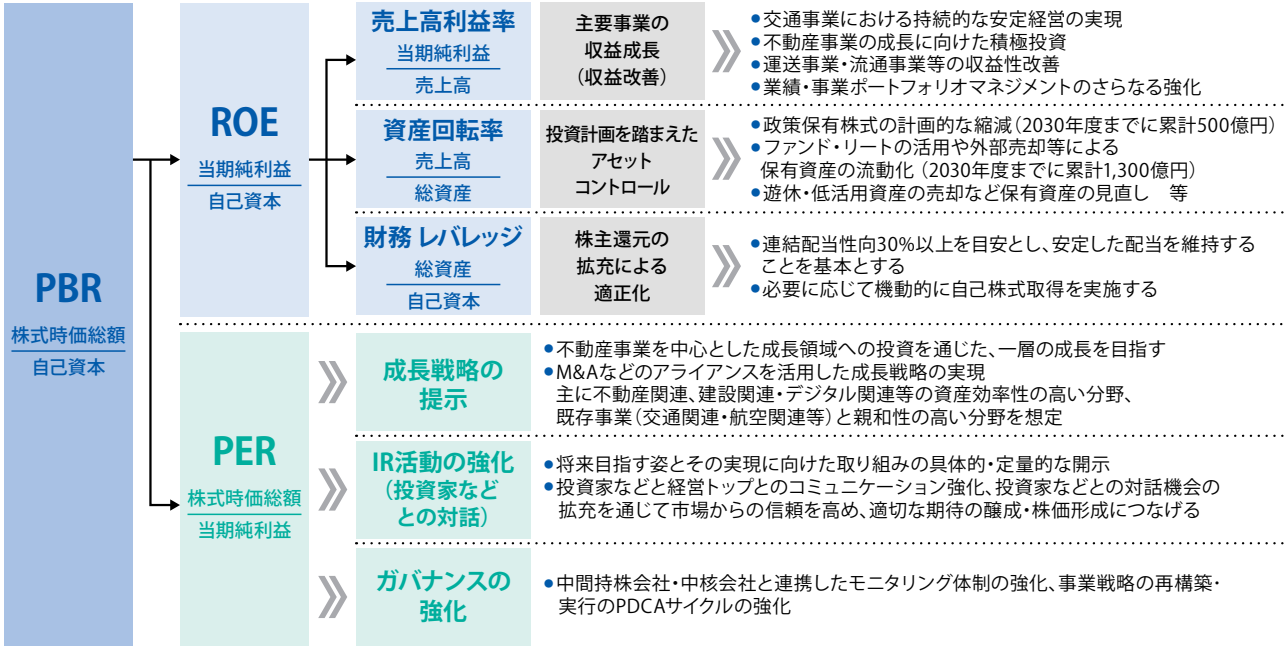 PBR
株式時価総額
自己資本
ROE
当期純利益
自己資本
売上高利益率
当期純利益
売上高
主要事業の
収益成長
(収益改善)
●交通事業における持続的な安定経営の実現
●不動産事業の成長に向けた積極投資
●運送事業・流通事業等の収益性改善
●業績・事業ポートフォリオマネジメントのさらなる強化
資産回転率
売上高
総資産
投資計画を踏まえた
アセット
コントロール
●政策保有株式の計画的な縮減(2030年度までに累計500億円)
●ファンド・リートの活用や外部売却等による
保有資産の流動化 (2030年度までに累計1,300億円)
●遊休・低活用資産の売却など保有資産の見直し 等
財務 レバレッジ
総資産
自己資本
株主還元の
拡充による
適正化
●連結配当性向30%以上を目安とし、安定した配当を維持する
ことを基本とする
●必要に応じて機動的に自己株式取得を実施する
PER
株式時価総額
当期純利益
成長戦略の
提示
●不動産事業を中心とした成長領域への投資を通じた、一層の成長を目指す
●M&Aなどのアライアンスを活用した成長戦略の実現
主に不動産関連、建設関連・デジタル関連等の資産効率性の高い分野、
既存事業(交通関連・航空関連等)と親和性の高い分野を想定
IR活動の強化
(投資家など
との対話)
●将来目指す姿とその実現に向けた取り組みの具体的・定量的な開示
●投資家などと経営トップとのコミュニケーション強化、投資家などとの対話機会の
拡充を通じて市場からの信頼を高め、適切な期待の醸成・株価形成につなげる
ガバナンスの
強化
●中間持株会社・中核会社と連携したモニタリング体制の強化、事業戦略の再構築・
実行のPDCAサイクルの強化